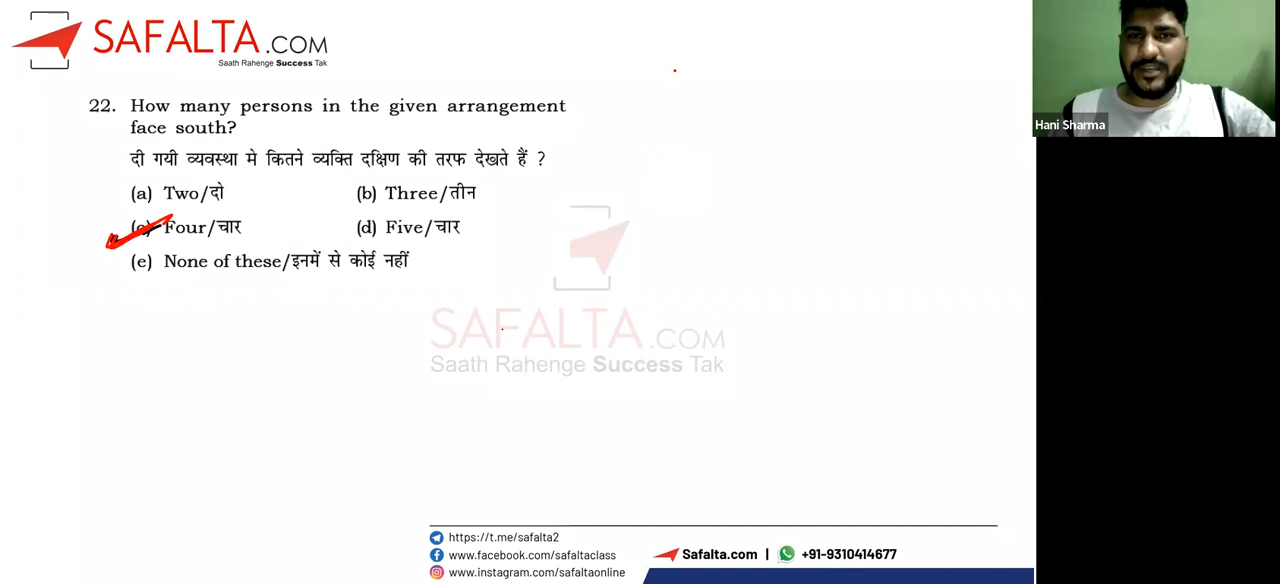 SAFALTA.COM
Saath Rahenge Success Tak
Hani Sharma
22. How many persons in the given arrangement
face south?
दी गयी व्यवस्था मे कितने व्यक्ति दक्षिण की तरफ देखते हैं ?
(a) Two/दो (b) Three/तीन
(c) Four/चार (d) Five/चार
(e) None of these/इनमें से कोई नहीं
SAFALTA.COM
Saath Rahenge Success Tak
https://t.me/safalta2
www.facebook.com/safaltaclass
www.instagram.com/safaltaonline
Safalta.com | +91-9310414677